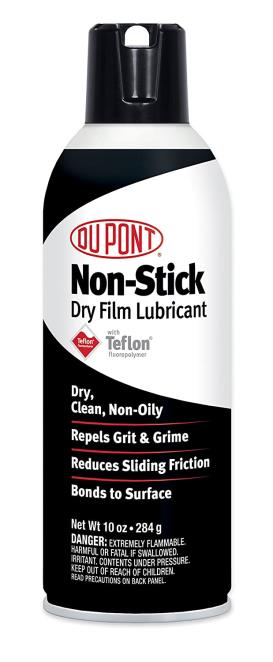 DU PONT®
Non-Stick
Dry Film Lubricant
with
Teflon®
fluoropolymer
Teflon®
Dry,
Clean, Non-Oily
Repels Grit & Grime
Reduces Sliding Friction
Bonds to Surface
Net Wt 10 oz • 284 g
DANGER: EXTREMELY FLAMMABLE.
HARMFUL OR FATAL IF SWALLOWED.
IRRITANT. CONTENTS UNDER PRESSURE.
KEEP OUT OF REACH OF CHILDREN.
READ PRECAUTIONS ON BACK PANEL.